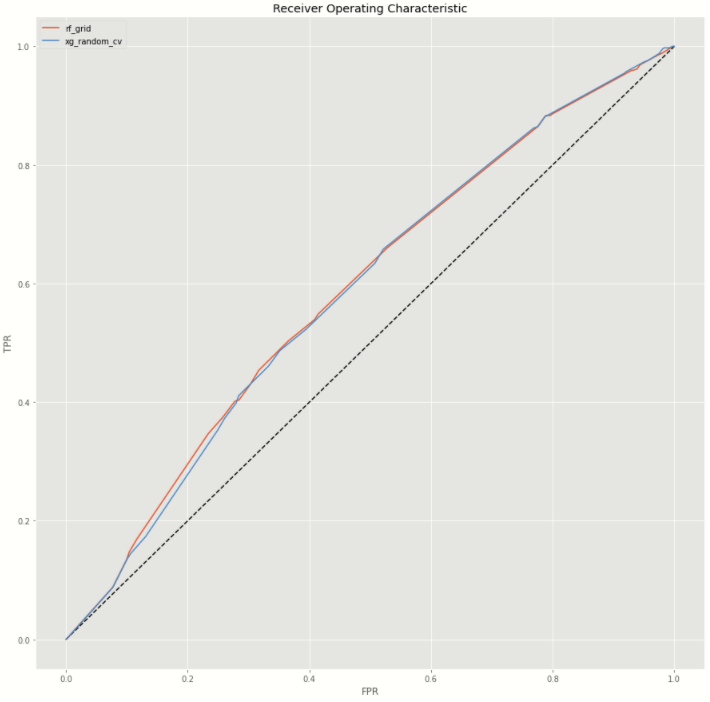 Receiver Operating Characteristic
rf_grid
xg_random_cv
1.0
0.8
0.6
0.4
0.2
0.0
TPR
0.0 0.2 0.4 0.6 0.8 1.0
FPR